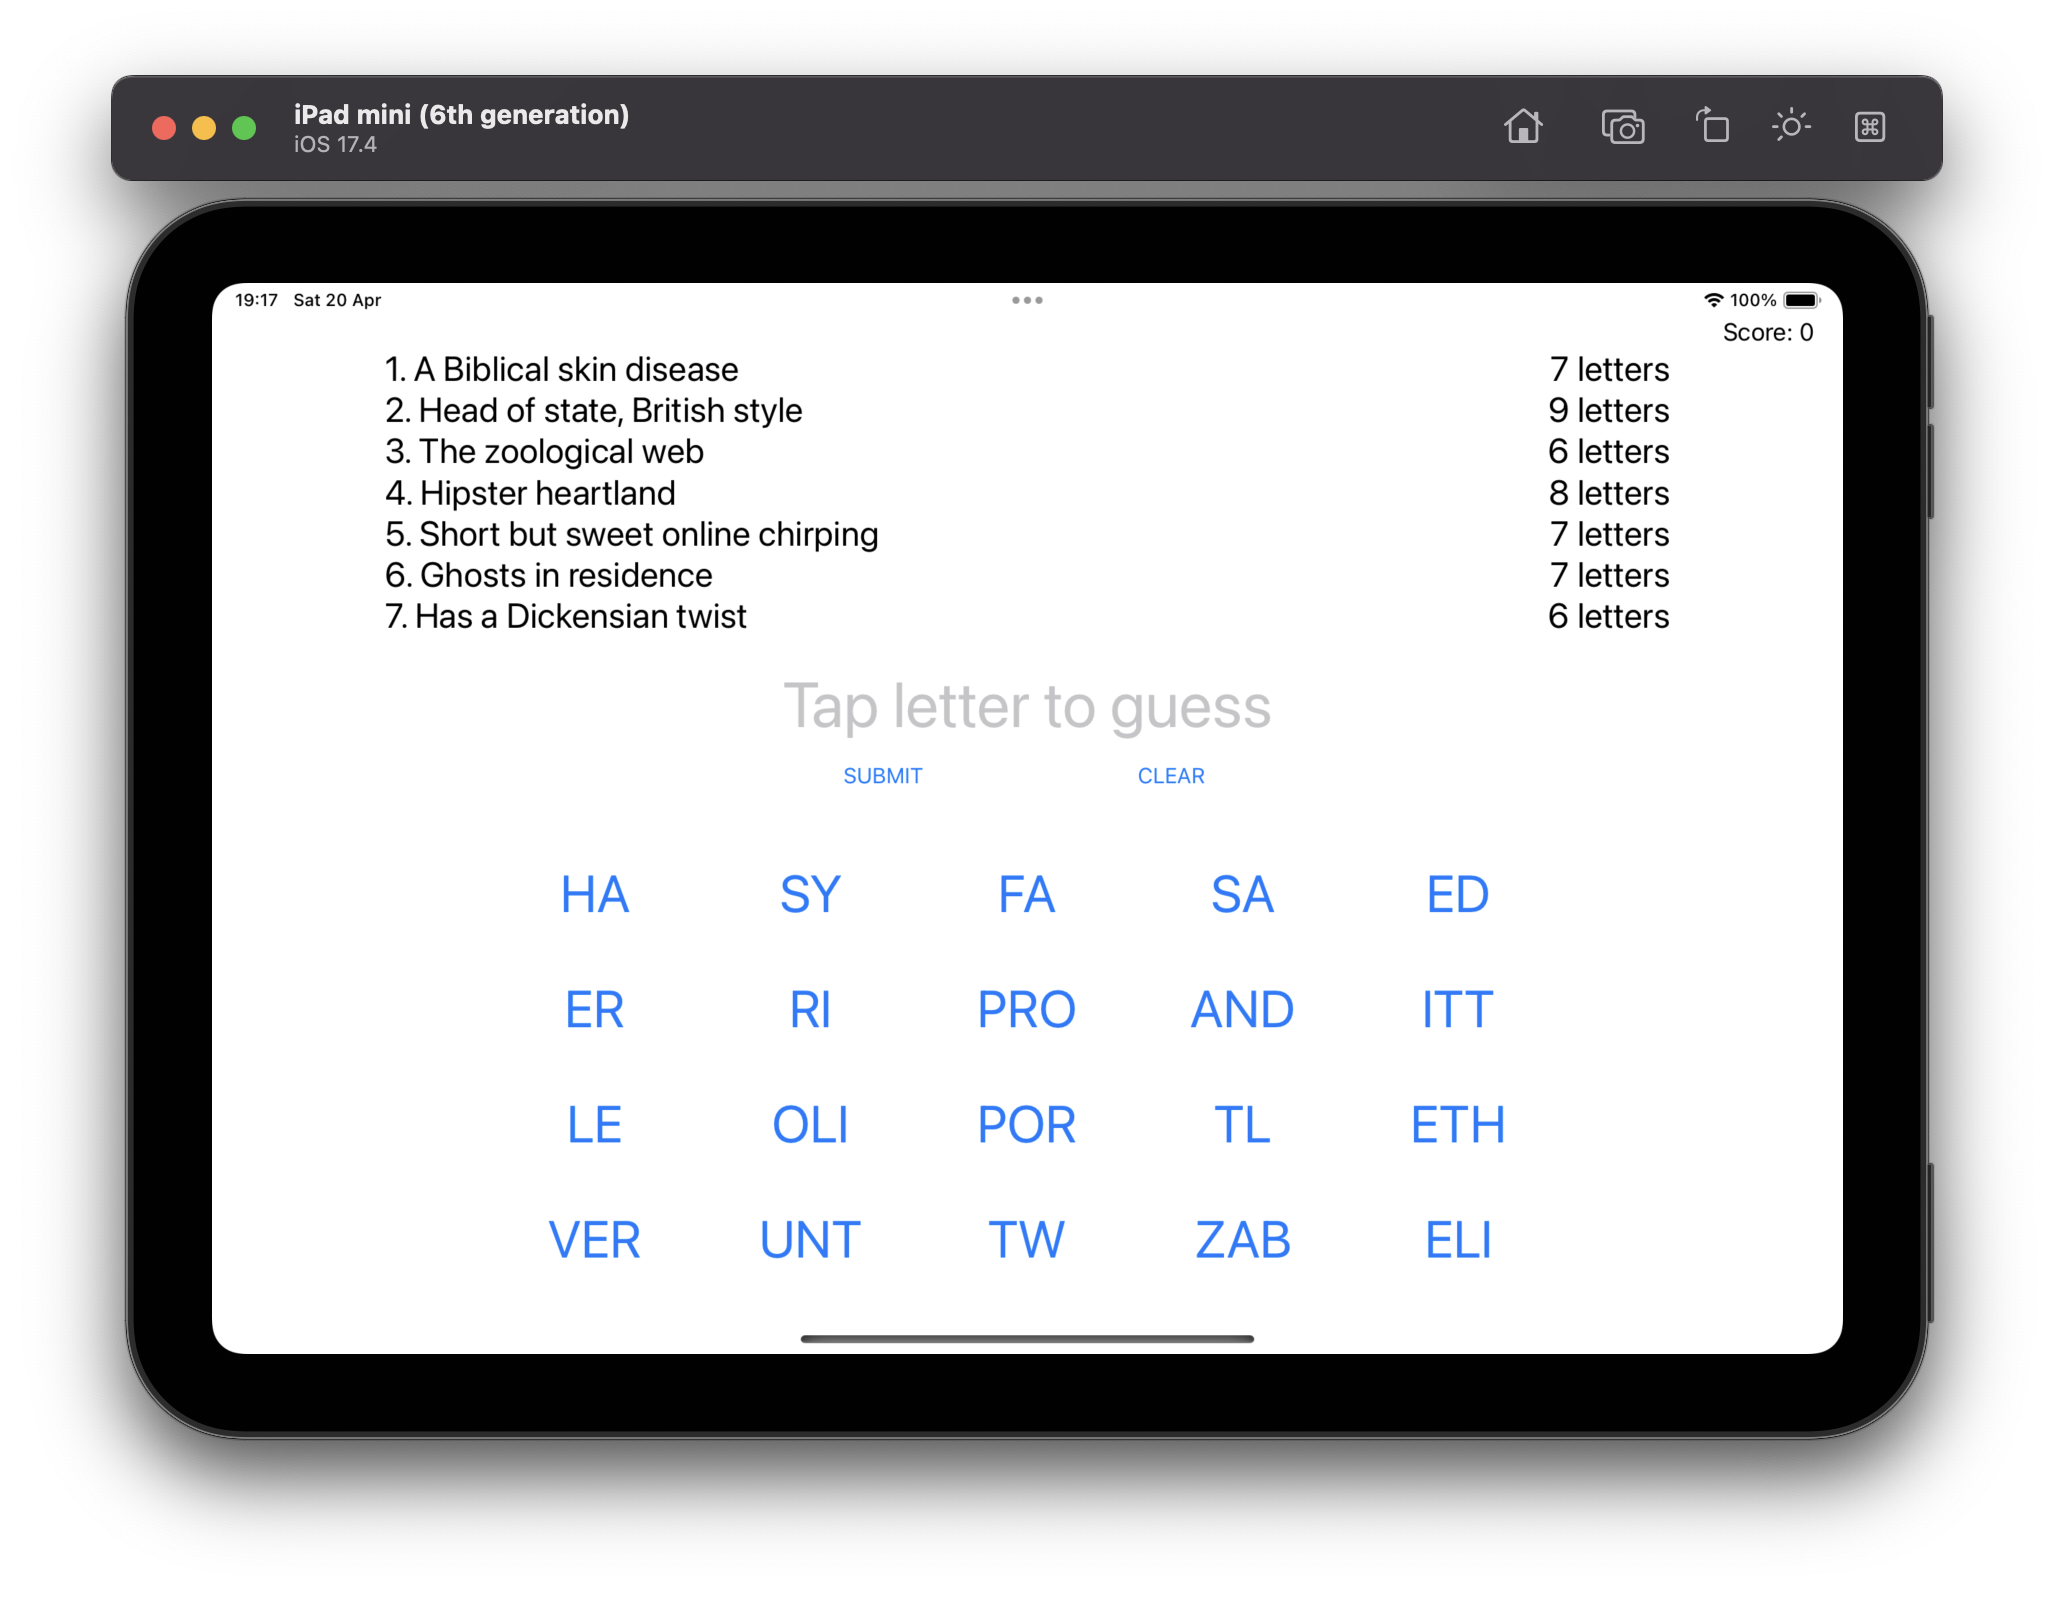 iPad mini (6th generation)
iOS 17.4
19:17 Sat 20 Apr
100%
Score: 0
1. A Biblical skin disease 7 letters
2. Head of state, British style 9 letters
3. The zoological web 6 letters
4. Hipster heartland 8 letters
5. Short but sweet online chirping 7 letters
6. Ghosts in residence 7 letters
7. Has a Dickensian twist 6 letters
Tap letter to guess
SUBMIT CLEAR
HA SY FA SA ED
ER RI PRO AND ITT
LE OLI POR TL ETH
VER UNT TW ZAB ELI